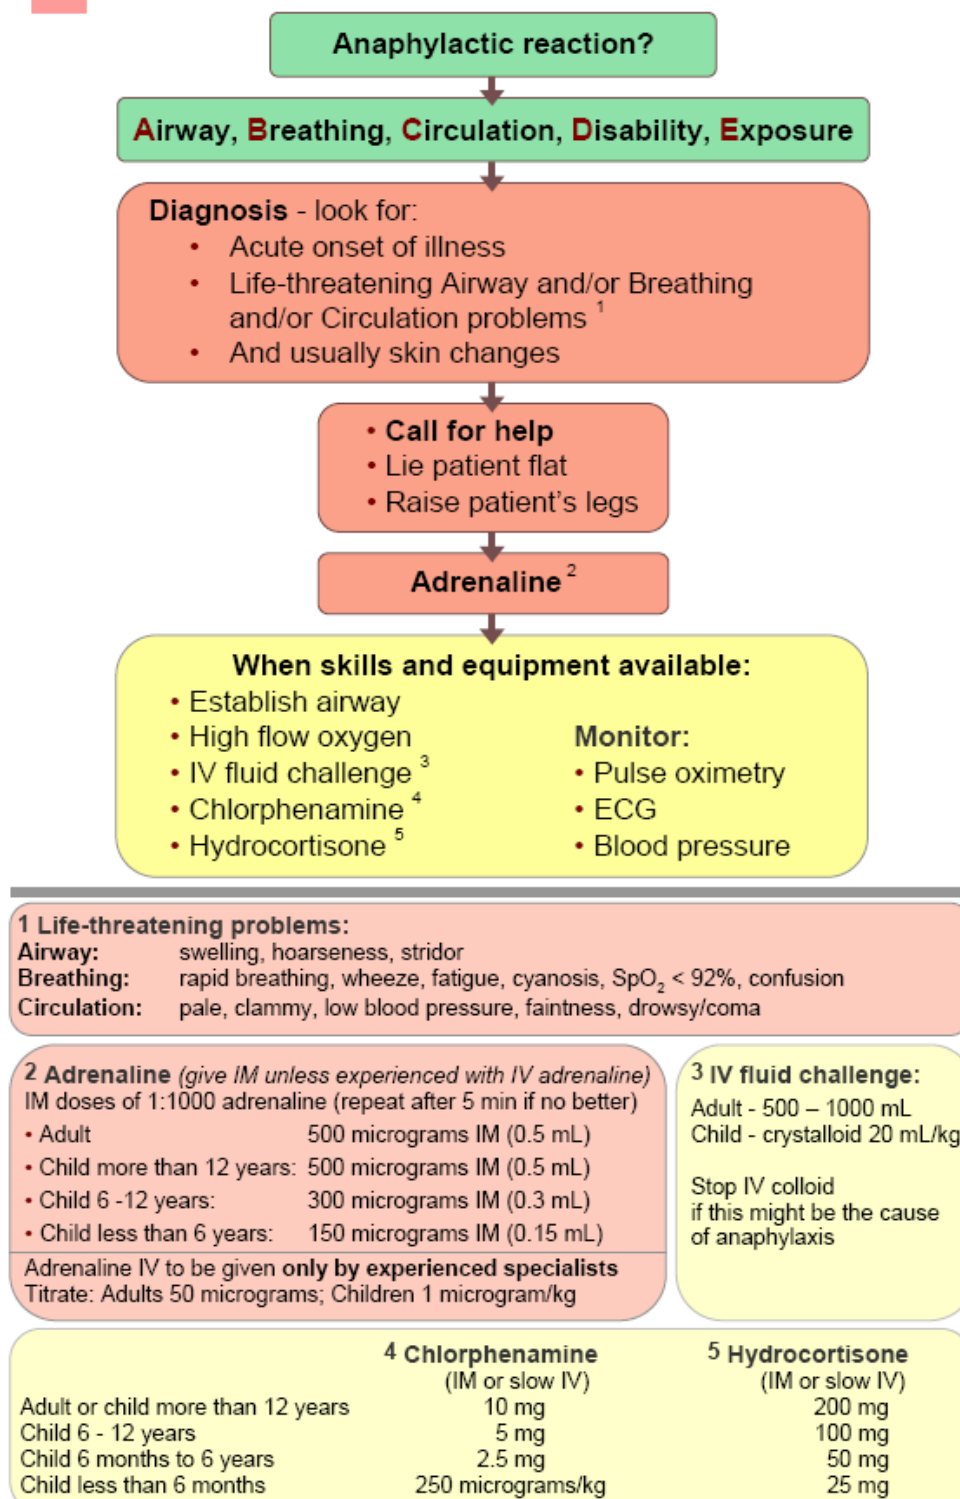 Anaphylactic reaction?
Airway, Breathing, Circulation, Disability, Exposure
Diagnosis - look for:
• Acute onset of illness
• Life-threatening Airway and/or Breathing
and/or Circulation problems 1
• And usually skin changes
• Call for help
• Lie patient flat
• Raise patient's legs
Adrenaline 2
When skills and equipment available:
• Establish airway
• High flow oxygen
• IV fluid challenge 3
• Chlorphenamine 4
• Hydrocortisone 5
Monitor:
• Pulse oximetry
• ECG
• Blood pressure
1 Life-threatening problems:
Airway: swelling, hoarseness, stridor
Breathing: rapid breathing, wheeze, fatigue, cyanosis, SpO2 < 92%, confusion
Circulation: pale, clammy, low blood pressure, faintness, drowsy/coma
2 Adrenaline (give IM unless experienced with IV adrenaline)
IM doses of 1:1000 adrenaline (repeat after 5 min if no better)
• Adult 500 micrograms IM (0.5 mL)
• Child more than 12 years: 500 micrograms IM (0.5 mL)
• Child 6 -12 years: 300 micrograms IM (0.3 mL)
• Child less than 6 years: 150 micrograms IM (0.15 mL)
Adrenaline IV to be given only by experienced specialists
Titrate: Adults 50 micrograms; Children 1 microgram/kg
3 IV fluid challenge:
Adult - 500 – 1000 mL
Child - crystalloid 20 mL/kg
Stop IV colloid
if this might be the cause
of anaphylaxis
4 Chlorphenamine 5 Hydrocortisone
(IM or slow IV) (IM or slow IV)
Adult or child more than 12 years 10 mg 200 mg
Child 6 - 12 years 5 mg 100 mg
Child 6 months to 6 years 2.5 mg 50 mg
Child less than 6 months 250 micrograms/kg 25 mg